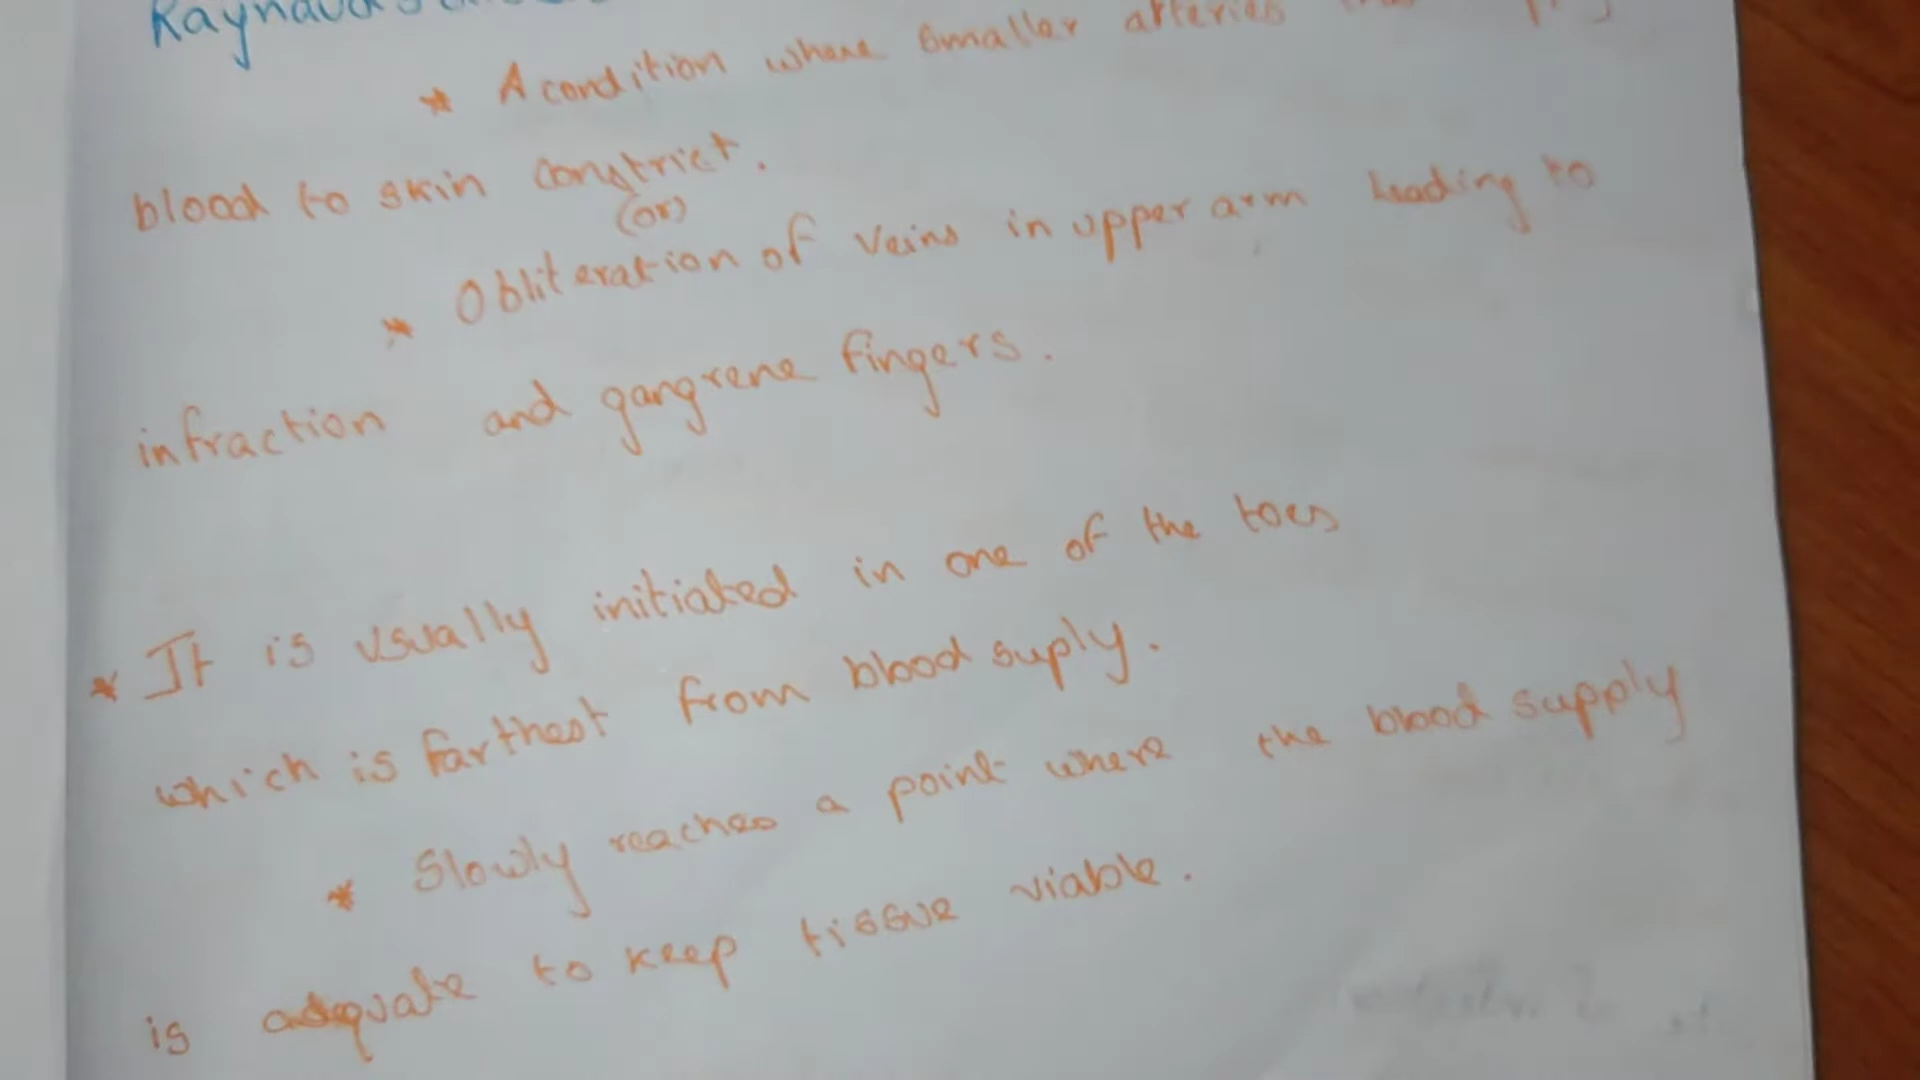 Raynaud's
* A condition where smaller arteries
blood to skin constrict.
(or)
* Obliteration of veins in upper arm leading to
infraction and gangrene fingers.
* It is usually initiated in one of the toes
which is farthest from blood suply.
* Slowly reaches a point where the blood supply
is adequate to keep tissue viable.